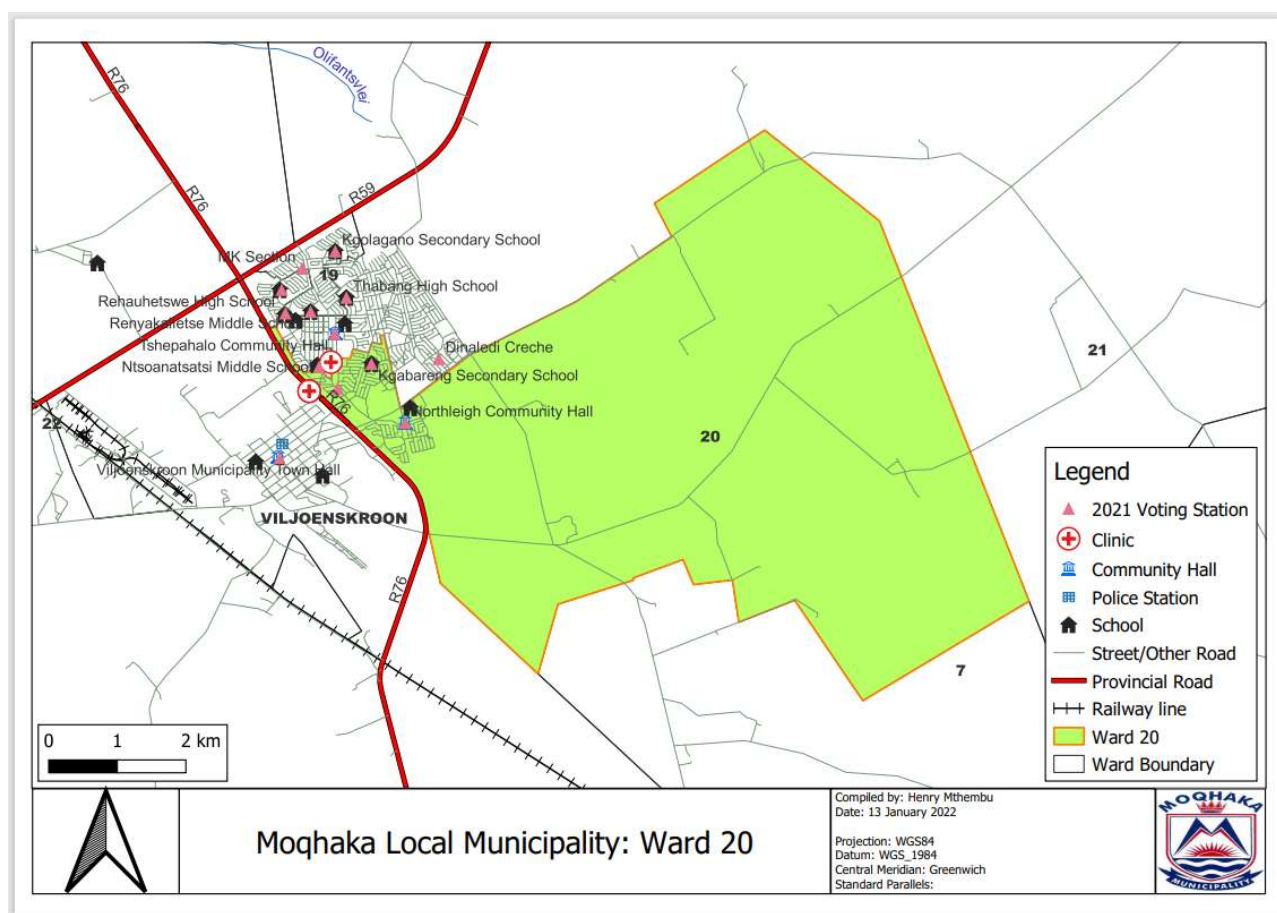 Olifantsvlei
R76
R76
R59
Kgolagano Secondary School
MK Section
19
Thabang High School
Rehauhetswe High School
Renyakalletse Middle School
Tshepahalo Community Hall
Dinaledi Creche
Ntsoanatsatsi Middle School
Kgabareng Secondary School
R76
Northleigh Community Hall
21
20
22
Viljoenskroon Municipality Town Hall
VILJOENSKROON
R76
7
Legend
2021 Voting Station
Clinic
Community Hall
Police Station
School
Street/Other Road
Provincial Road
Railway line
Ward 20
Ward Boundary
0 1 2 km
Moqhaka Local Municipality: Ward 20
Compiled by: Henry Mthembu
Date: 13 January 2022
Projection: WGS84
Datum: WGS_1984
Central Meridian: Greenwich
Standard Parallels:
MOQHAKA
MUNICIPALITY